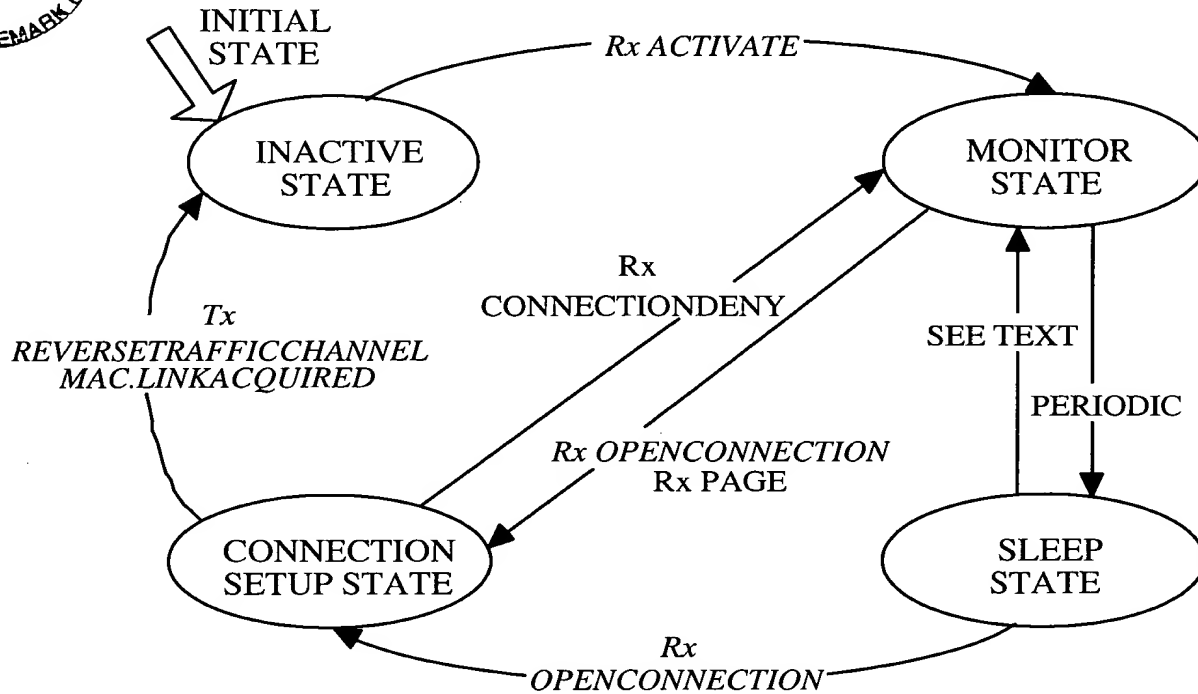 INITIAL
STATE
Rx ACTIVATE
INACTIVE
STATE
MONITOR
STATE
Rx
CONNECTIONDENY
Tx
REVERSETRAFFICCHANNEL
MAC.LINKACQUIRED
SEE TEXT
PERIODIC
Rx OPENCONNECTION
Rx PAGE
CONNECTION
SETUP STATE
SLEEP
STATE
Rx
OPENCONNECTION